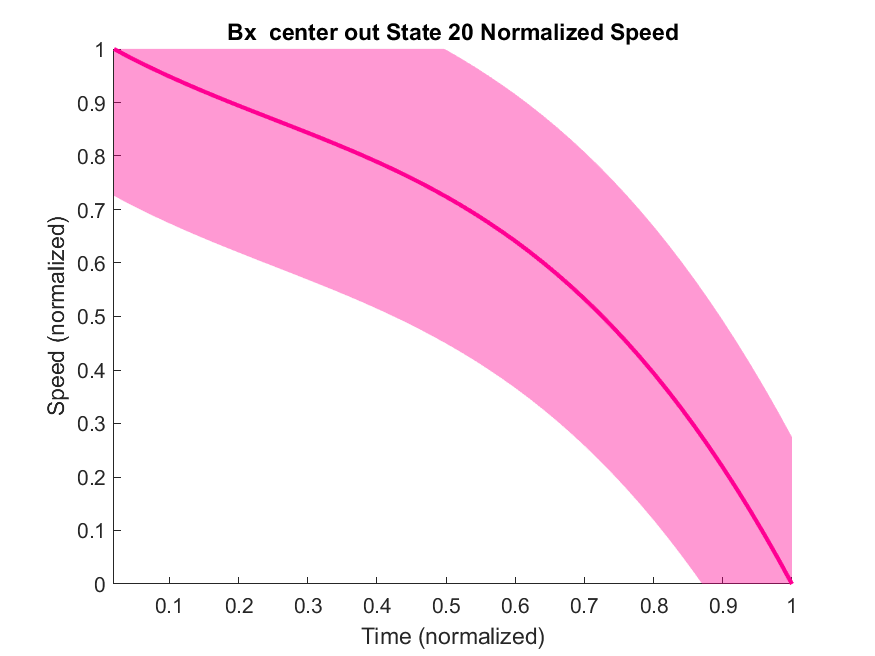 Bx  center out State 20 Normalized Speed
1
0.9
0.8
0.7
0.6
0.5
0.4
0.3
0.2
0.1
0
Speed (normalized)
0.1 0.2 0.3 0.4 0.5 0.6 0.7 0.8 0.9 1
Time (normalized)